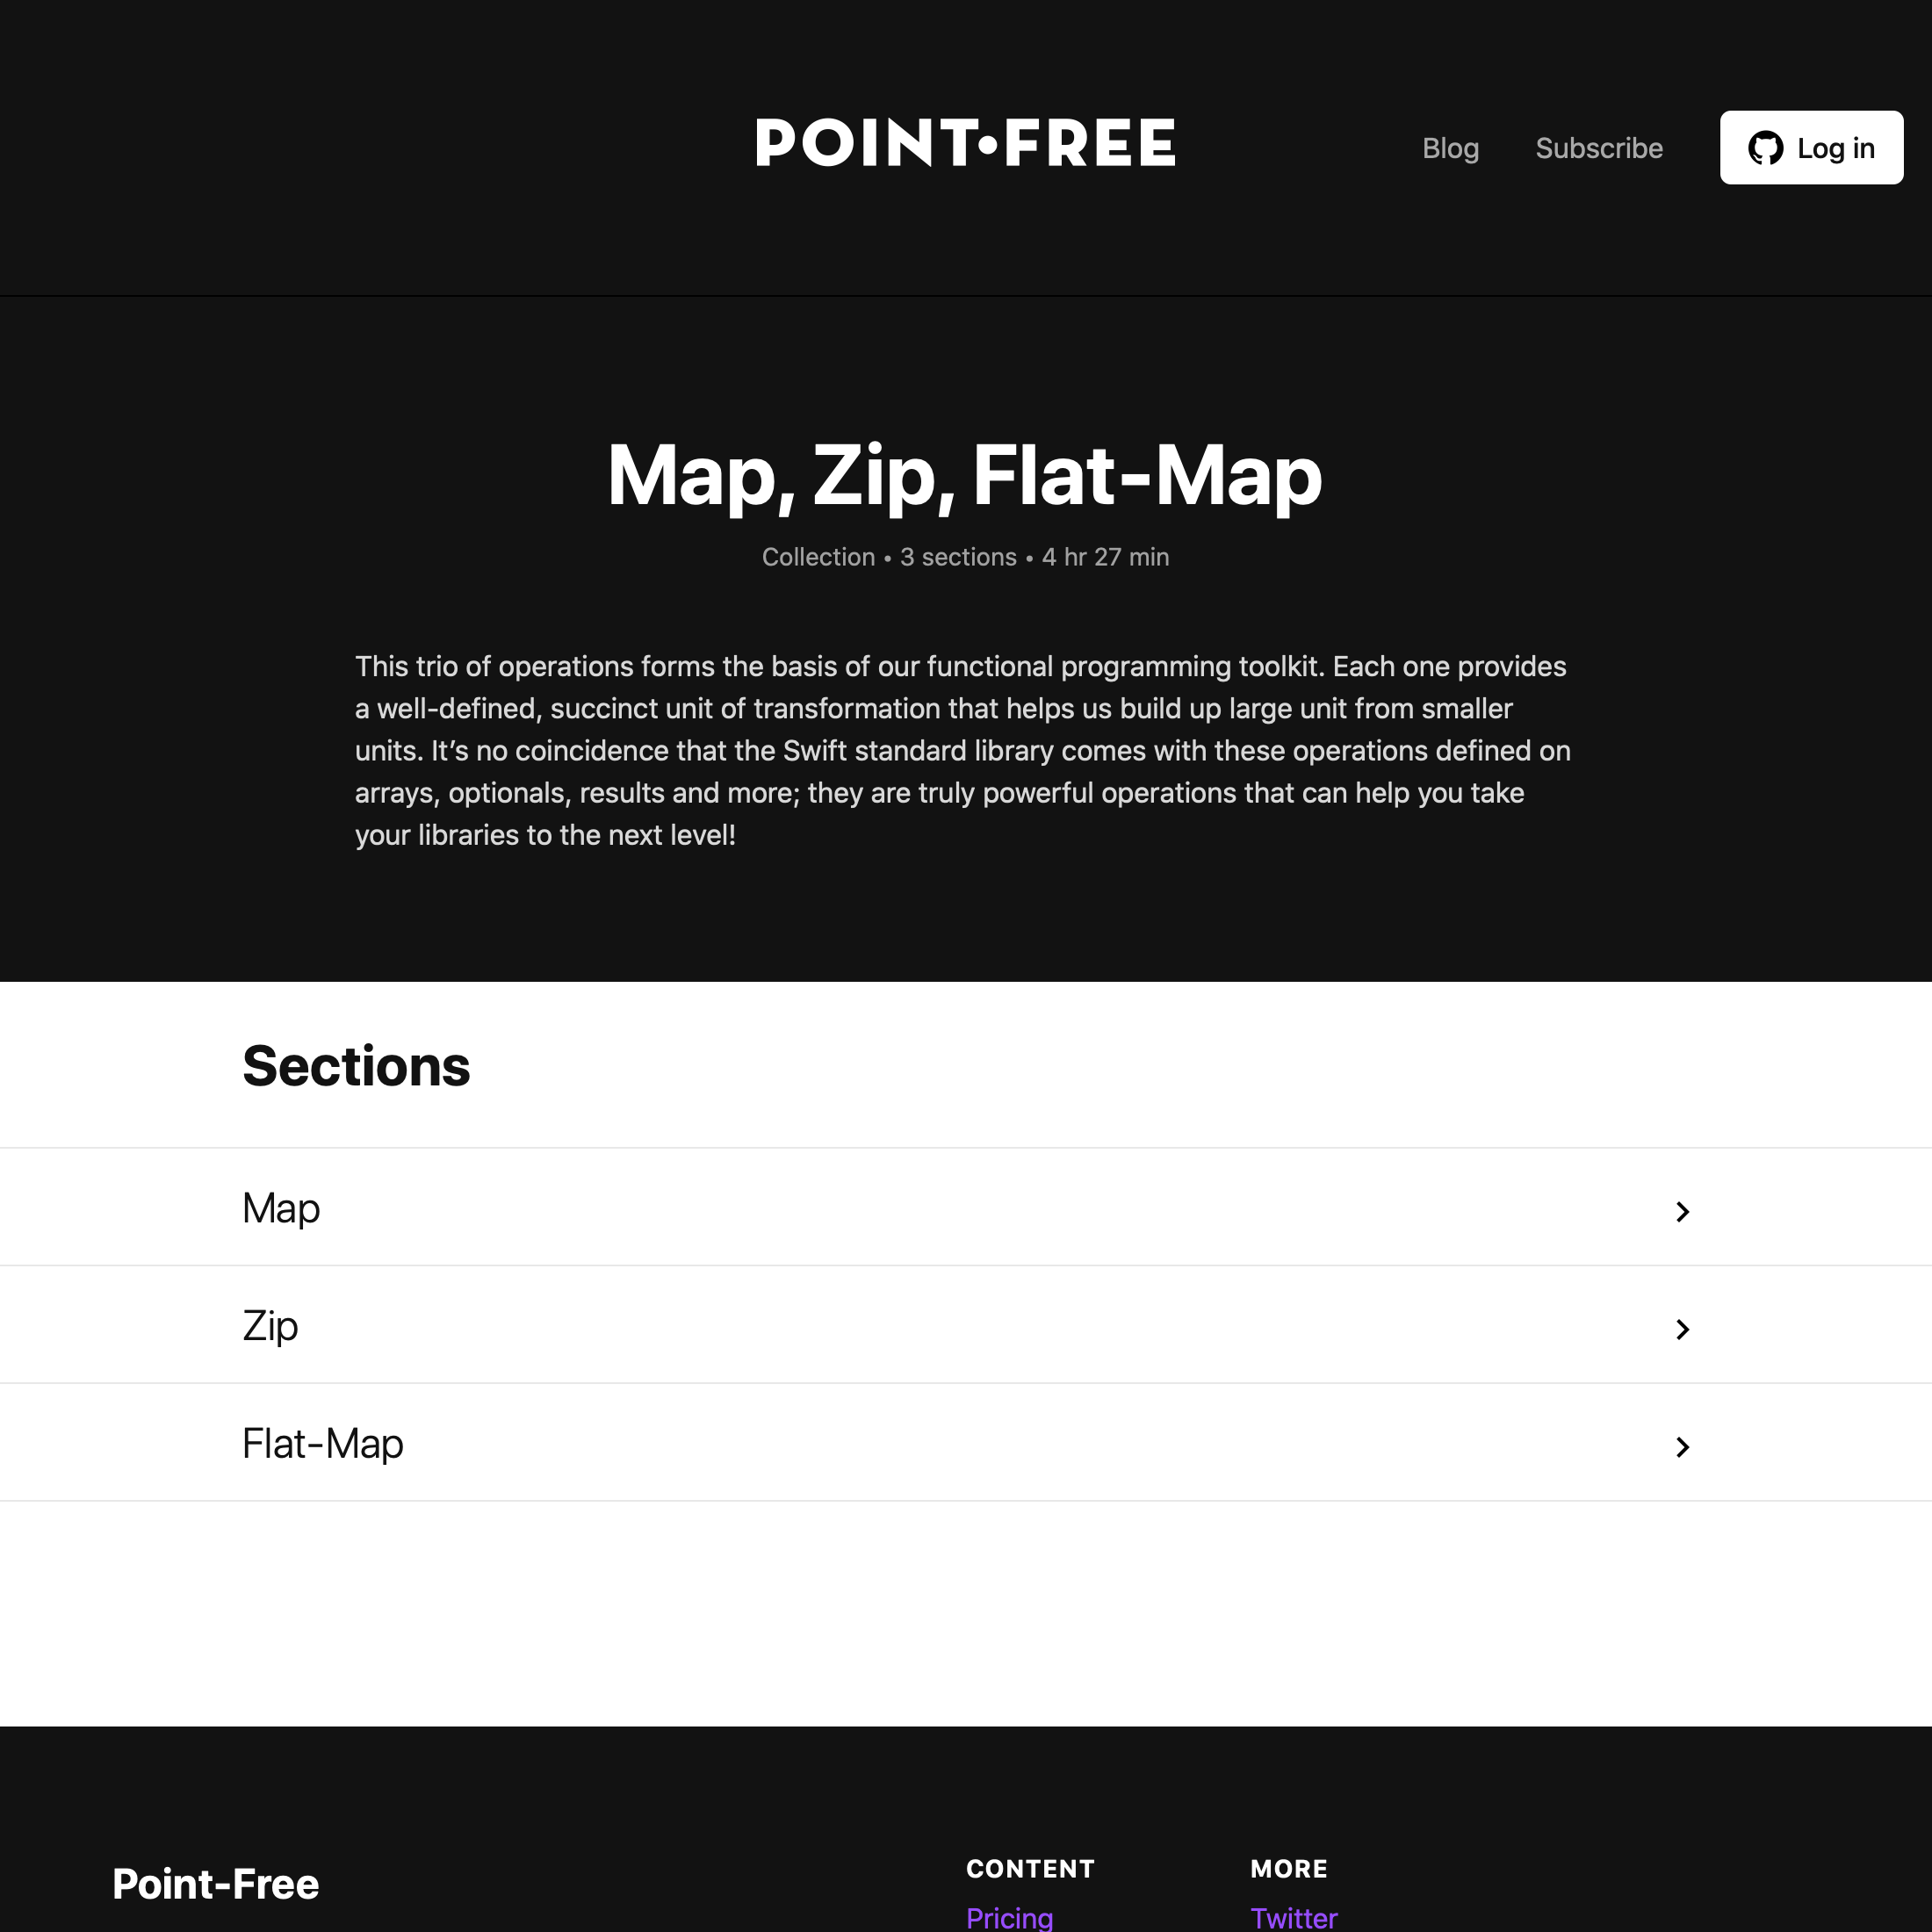 POINT•FREE
Blog
Subscribe
Log in
Map, Zip, Flat-Map
Collection • 3 sections • 4 hr 27 min
This trio of operations forms the basis of our functional programming toolkit. Each one provides
a well-defined, succinct unit of transformation that helps us build up large unit from smaller
units. It’s no coincidence that the Swift standard library comes with these operations defined on
arrays, optionals, results and more; they are truly powerful operations that can help you take
your libraries to the next level!
Sections
Map
Zip
Flat-Map
Point-Free
CONTENT
Pricing
MORE
Twitter